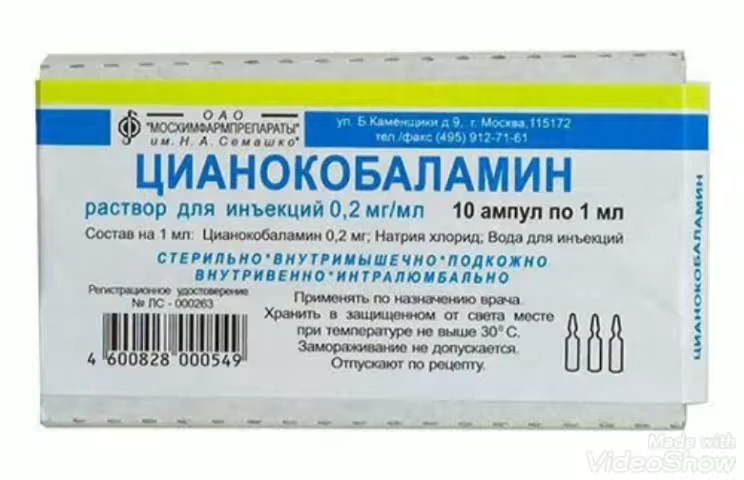 ОАО
"МОСХИМФАРМПРЕПАРАТЫ"
им. Н. А. Семашко
ул. Б.Каменщики д.9, г. Москва,115172
тел./факс (495) 912-71-61
ЦИАНОКОБАЛАМИН
раствор для инъекций 0,2 мг/мл 10 ампул по 1 мл
Состав на 1 мл: Цианокобаламин 0,2 мг; Натрия хлорид; Вода для инъекций
СТЕРИЛЬНО*ВНУТРИМЫШЕЧНО*ПОДКОЖНО
ВНУТРИВЕННО*ИНТРАЛЮМБАЛЬНО
Регистрационное удостоверение
№ ЛС - 000263
4 600828 000549
Применять по назначению врача.
Хранить в защищенном от света месте
при температуре не выше 30°С.
Замораживание не допускается.
Отпускают по рецепту.
ЦИАНОКОБАЛАМИН
Made with
VideoShow